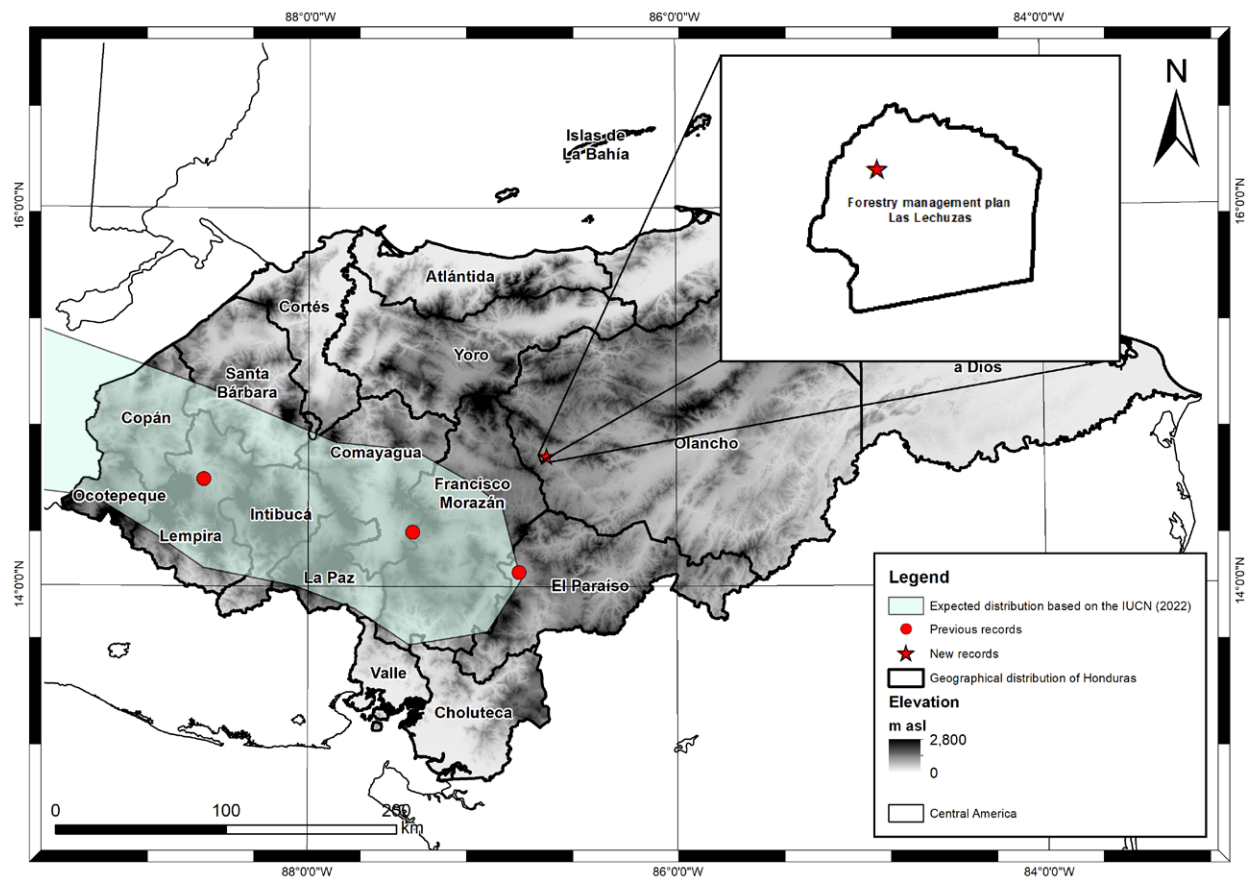 88°0'0"W
86°0'0"W
84°0'0"W
N
Islas de
La Bahía
16°0'0"N
16°0'0"N
Forestry management plan
Las Lechuzas
Atlántida
Cortés
Yoro
Santa
Bárbara
a Dios
Copán
Olancho
Comayagua
Francisco
Morazán
Ocotepeque
Intibucá
Lempira
La Paz
El Paraíso
14°0'0"N
14°0'0"N
Valle
Choluteca
Legend
Expected distribution based on the IUCN (2022)
Previous records
New records
Geographical distribution of Honduras
Elevation
m asl
2,800
0
Central America
0
100
200
km
88°0'0"W
86°0'0"W
84°0'0"W